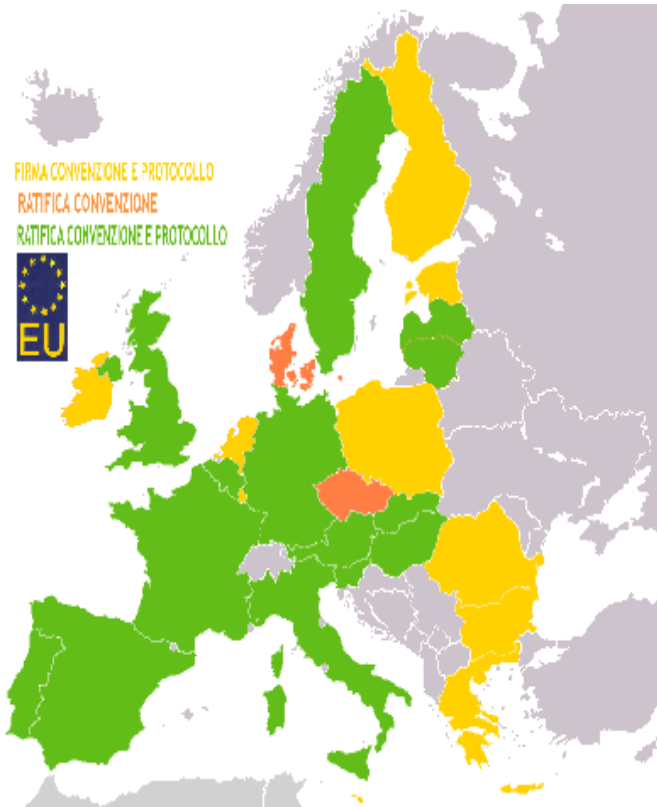 FIRMA CONVENZIONE E PROTOCOLLO
RATIFICA CONVENZIONE
RATIFICA CONVENZIONE E PROTOCOLLO
EU